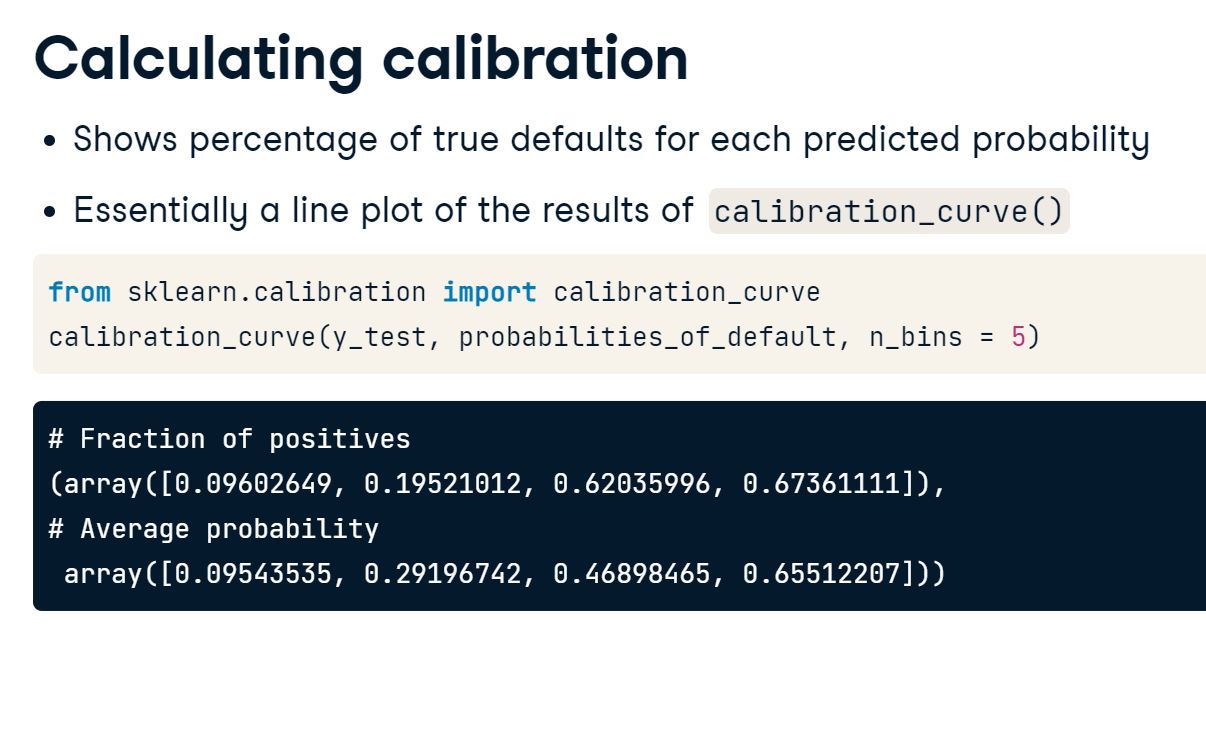 Calculating calibration
• Shows percentage of true defaults for each predicted probability
• Essentially a line plot of the results of calibration_curve()
from sklearn.calibration import calibration_curve
calibration_curve(y_test, probabilities_of_default, n_bins = 5)
# Fraction of positives
(array([0.09602649, 0.19521012, 0.62035996, 0.67361111]),
# Average probability
 array([0.09543535, 0.29196742, 0.46898465, 0.65512207]))